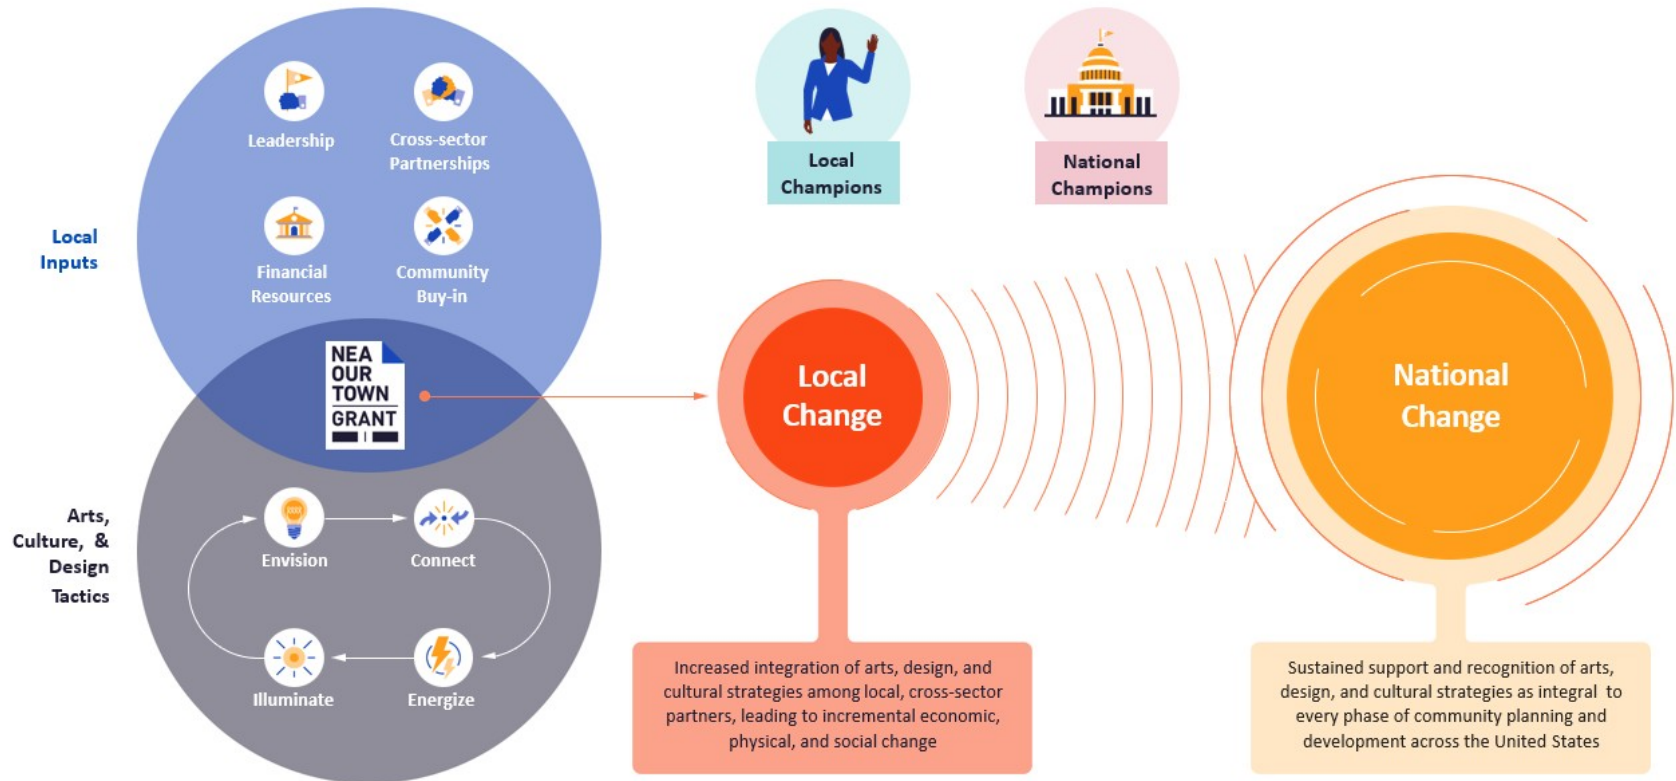 Local
Inputs
Leadership
Cross-sector
Partnerships
Financial
Resources
Community
Buy-in
NEA
OUR
TOWN
GRANT
Arts,
Culture, &
Design
Tactics
Envision
Connect
Illuminate
Energize
Local
Champions
National
Champions
Local
Change
National
Change
Increased integration of arts, design, and
cultural strategies among local, cross-sector
partners, leading to incremental economic,
physical, and social change
Sustained support and recognition of arts,
design, and cultural strategies as integral to
every phase of community planning and
development across the United States